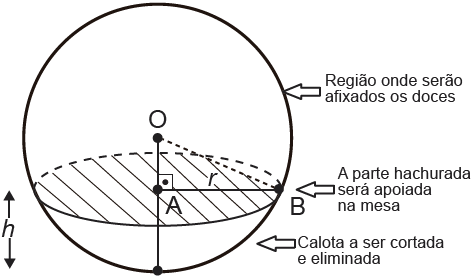 Região onde serão
afixados os doces
O
A parte hachurada
será apoiada
na mesa
r
A
B
h
Calota a ser cortada
e eliminada